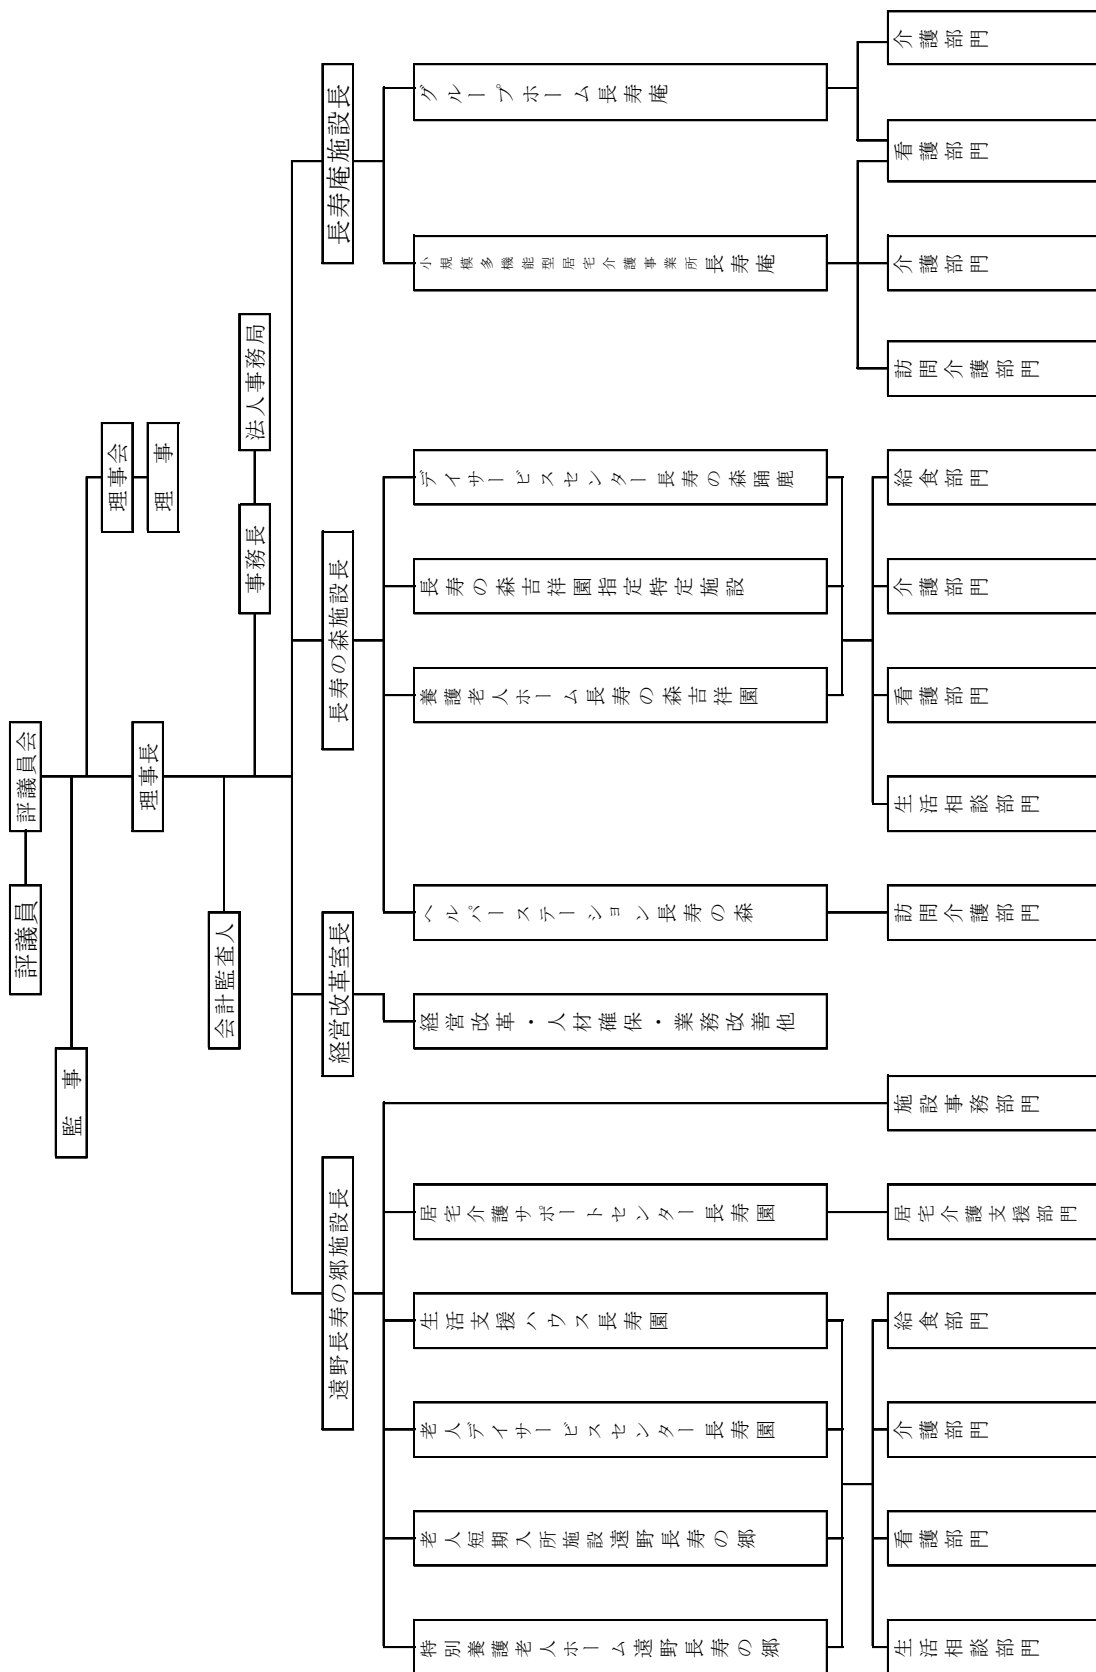 評議員
評議員会
監　事
理事会
理　事
理事長
会計監査人
事務長
法人事務局
遠野長寿の郷施設長
経営改革室長
長寿の森施設長
長寿庵施設長
特別養護老人ホーム遠野長寿の郷
老人短期入所施設遠野長寿の郷
老人デイサービスセンター長寿園
生活支援ハウス長寿園
居宅介護サポートセンター長寿園
経営改革・人材確保・業務改善他
ヘルパーステーション長寿の森
養護老人ホーム長寿の森吉祥園
長寿の森吉祥園指定特定施設
デイサービスセンター長寿の森踊鹿
小規模多機能型居宅介護事業所長寿庵
グループホーム長寿庵
生活相談部門
看護部門
介護部門
給食部門
居宅介護支援部門
施設事務部門
訪問介護部門
生活相談部門
看護部門
介護部門
給食部門
訪問介護部門
介護部門
看護部門
介護部門